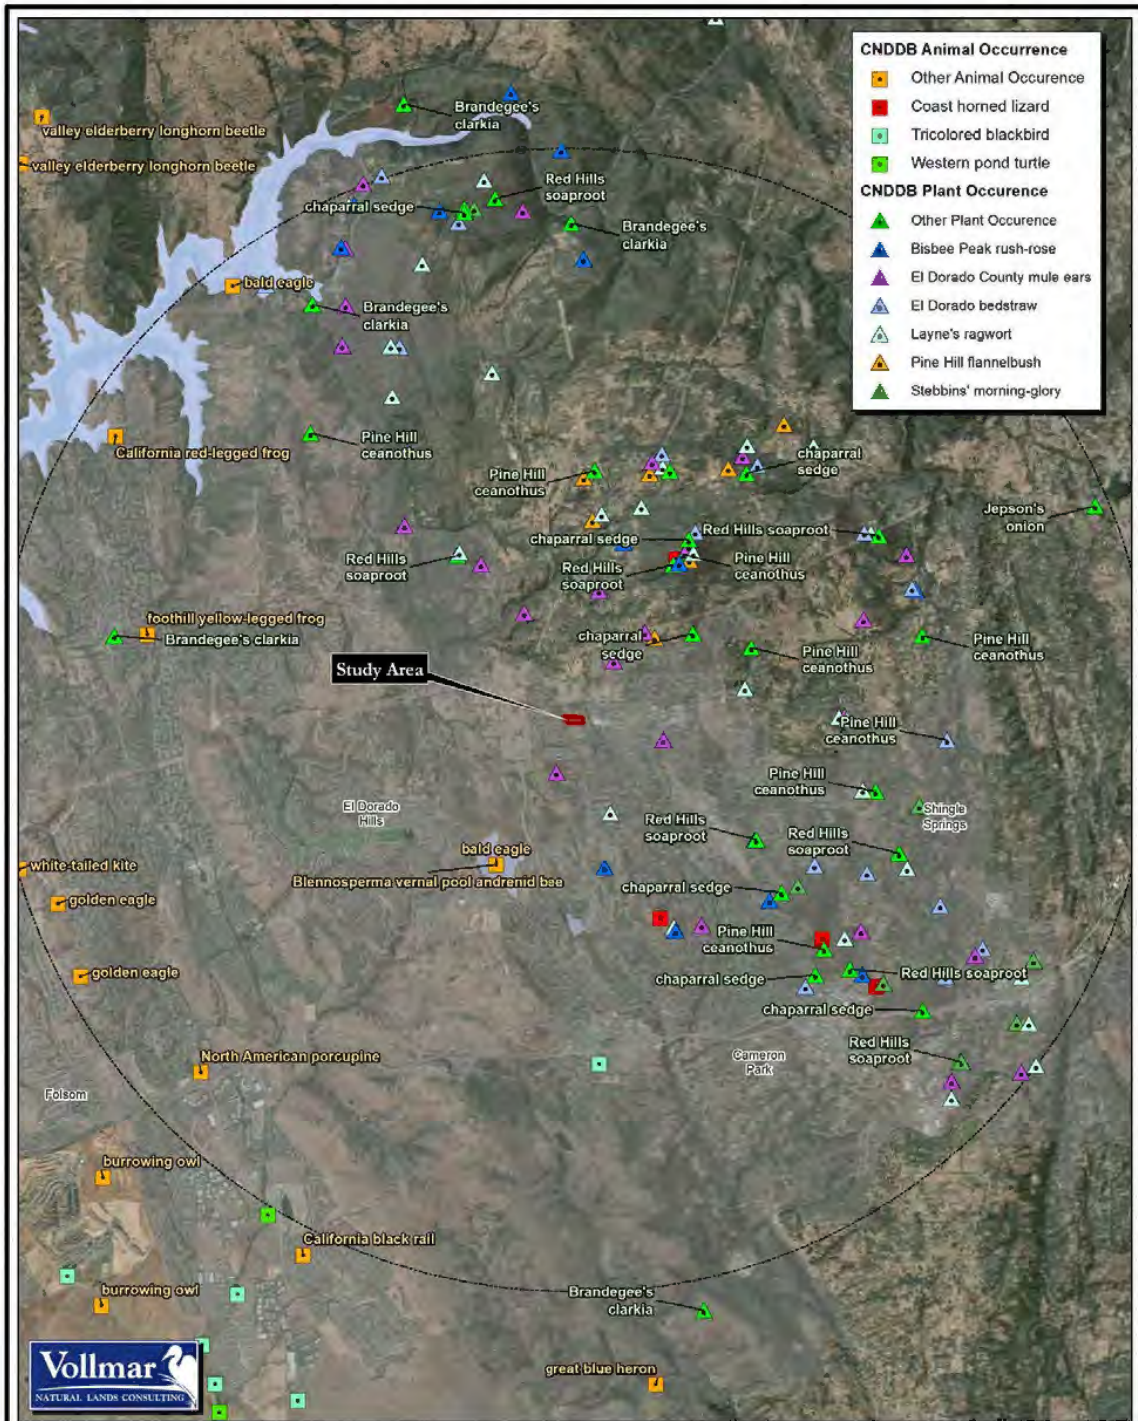 CNDDB Animal Occurrence
Other Animal Occurence
Coast horned lizard
Tricolored blackbird
Western pond turtle
CNDDB Plant Occurence
Other Plant Occurence
Bisbee Peak rush-rose
El Dorado County mule ears
El Dorado bedstraw
Layne's ragwort
Pine Hill flannelbush
Stebbins' morning-glory
Brandegee's
clarkia
valley elderberry longhorn beetle
valley elderberry longhorn beetle
Red Hills
soaproot
chaparral sedge
Brandegee's
clarkia
bald eagle
Brandegee's
clarkia
Pine Hill
ceanothus
California red-legged frog
chaparral
sedge
Pine Hill
ceanothus
Jepson's
onion
Red Hills soaproot
chaparral sedge
Red Hills
soaproot
Red Hills
soaproot
Pine Hill
ceanothus
foothill yellow-legged frog
Brandegee's clarkia
chaparral
sedge
Pine Hill
ceanothus
Pine Hill
ceanothus
Study Area
Pine Hill
ceanothus
Pine Hill
ceanothus
El Dorado
Hills
Shingle
Springs
Red Hills
soaproot
Red Hills
soaproot
bald eagle
white-tailed kite
Blennosperma vernal pool andrenid bee
chaparral sedge
golden eagle
Pine Hill
ceanothus
golden eagle
chaparral sedge
Red Hills soaproot
chaparral sedge
Red Hills
soaproot
North American porcupine
Cameron
Park
Folsom
burrowing owl
California black rail
burrowing owl
Brandegee's
clarkia
great blue heron
Vollmar
NATURAL LANDS CONSULTING